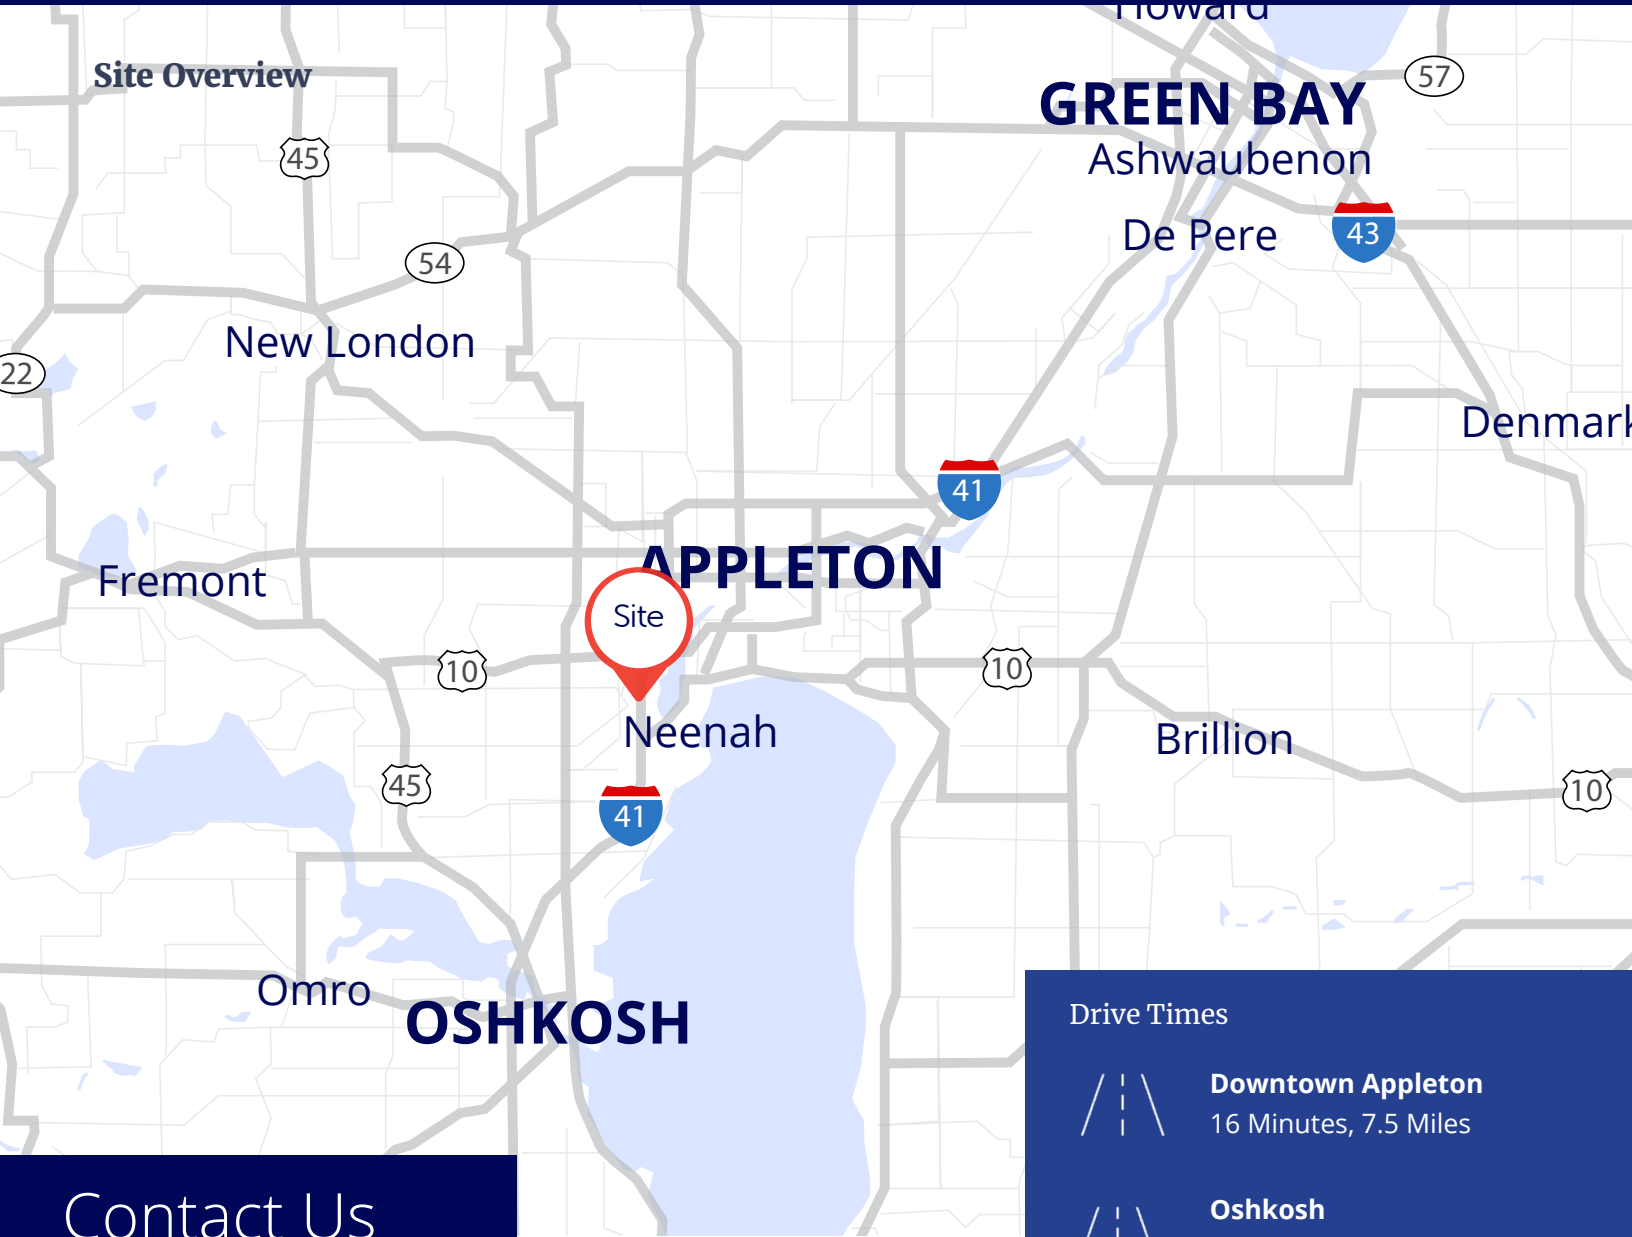 Howard
Site Overview
57
GREEN BAY
45
Ashwaubenon
De Pere
43
54
New London
22
Denmark
41
APPLETON
Fremont
Site
10
10
Neenah
Brillion
45
10
41
Omro
OSHKOSH
Drive Times
Downtown Appleton
16 Minutes, 7.5 Miles
Oshkosh
Contact Us